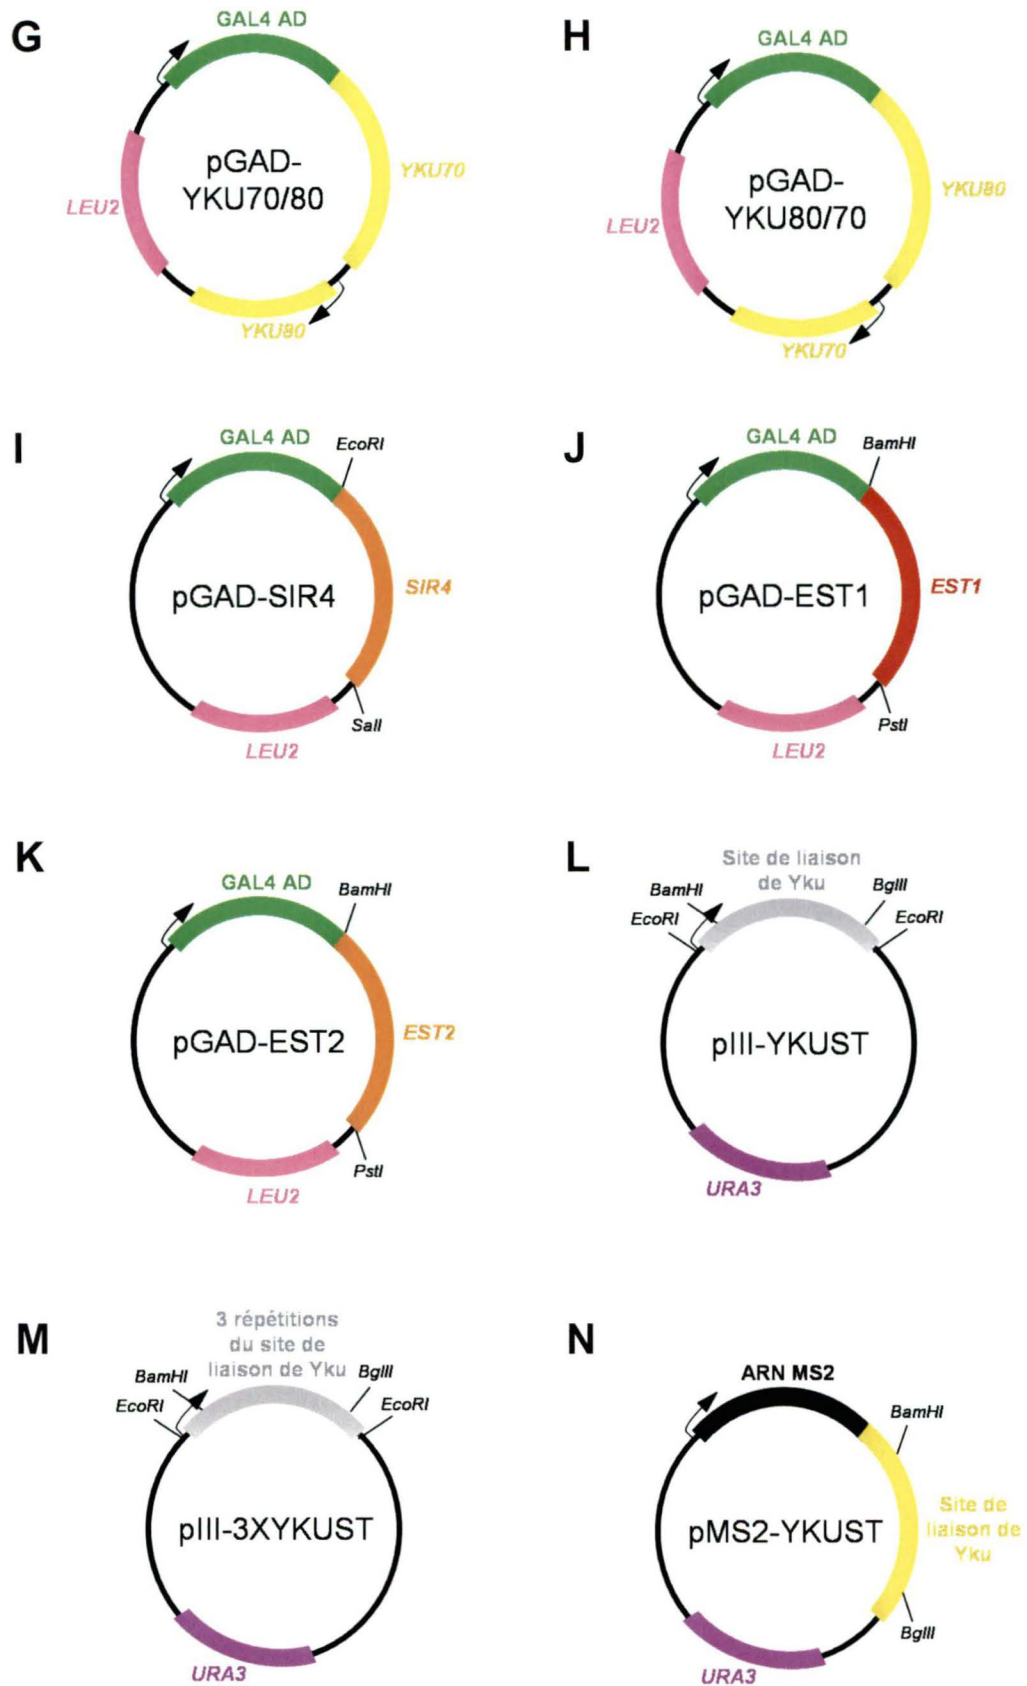 G
GAL4 AD
pGAD-
YKU70/80
YKU70
LEU2
YKU80
H
GAL4 AD
pGAD-
YKU80/70
YKU80
LEU2
YKU70
I
GAL4 AD
EcoRI
pGAD-SIR4
SIR4
SalI
LEU2
J
GAL4 AD
BamHI
pGAD-EST1
EST1
PstI
LEU2
K
GAL4 AD
BamHI
pGAD-EST2
EST2
PstI
LEU2
L
Site de liaison
de Yku
BamHI
BglII
EcoRI
EcoRI
pIII-YKUST
URA3
M
3 répétitions
du site de
liaison de Yku
BamHI
BglII
EcoRI
EcoRI
pIII-3XYKUST
URA3
N
ARN MS2
BamHI
pMS2-YKUST
Site de
liaison de
Yku
BglII
URA3